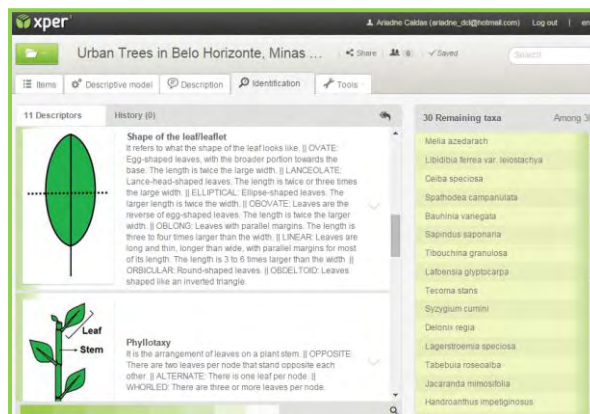 xper
Ariadne Caldas (ariadne_dcl@hotmail.com) Log out | en
Urban Trees in Belo Horizonte, Minas ...
Share
6
Saved
Search
Items
Descriptive model
Description
Identification
Tools
11 Descriptors
History (0)
Shape of the leaf/leaflet
It refers to what the shape of the leaf looks like. || OVATE:
Egg-shaped leaves, with the broader portion towards the
base. The length is twice the large width. || LANCEOLATE:
Lance-head-shaped leaves. The length is twice or three times
the large width. || ELLIPTICAL: Ellipse-shaped leaves. The
larger length is twice the width. || OBOVATE: Leaves are the
reverse of egg-shaped leaves. The length is twice the larger
width. || OBLONG: Leaves with parallel margins. The length is
three to four times larger than the width. || LINEAR: Leaves are
long and thin, longer than wide, with parallel margins for most
of its length. The length is 3 to 6 times larger than the width ||
ORBICULAR: Round-shaped leaves. || OBDELTOID: Leaves
shaped like an inverted triangle.
Leaf
Stem
Phyllotaxy
It is the arrangement of leaves on a plant stem. || OPPOSITE:
There are two leaves per node that stand opposite each
other. || ALTERNATE: There is one leaf per node. ||
WHORLED: There are three or more leaves per node.
30 Remaining taxa
Among 30
Melia azedarach
Libidibia ferrea var. leiostachya
Ceiba speciosa
Spathodea campanulata
Bauhinia variegata
Sapindus saponaria
Tibouchina granulosa
Lafoensia glyptocarpa
Tecoma stans
Syzygium cumini
Delonix regia
Lagerstroemia speciosa
Tabebuia roseoalba
Jacaranda mimosifolia
Handroanthus impetiginosus